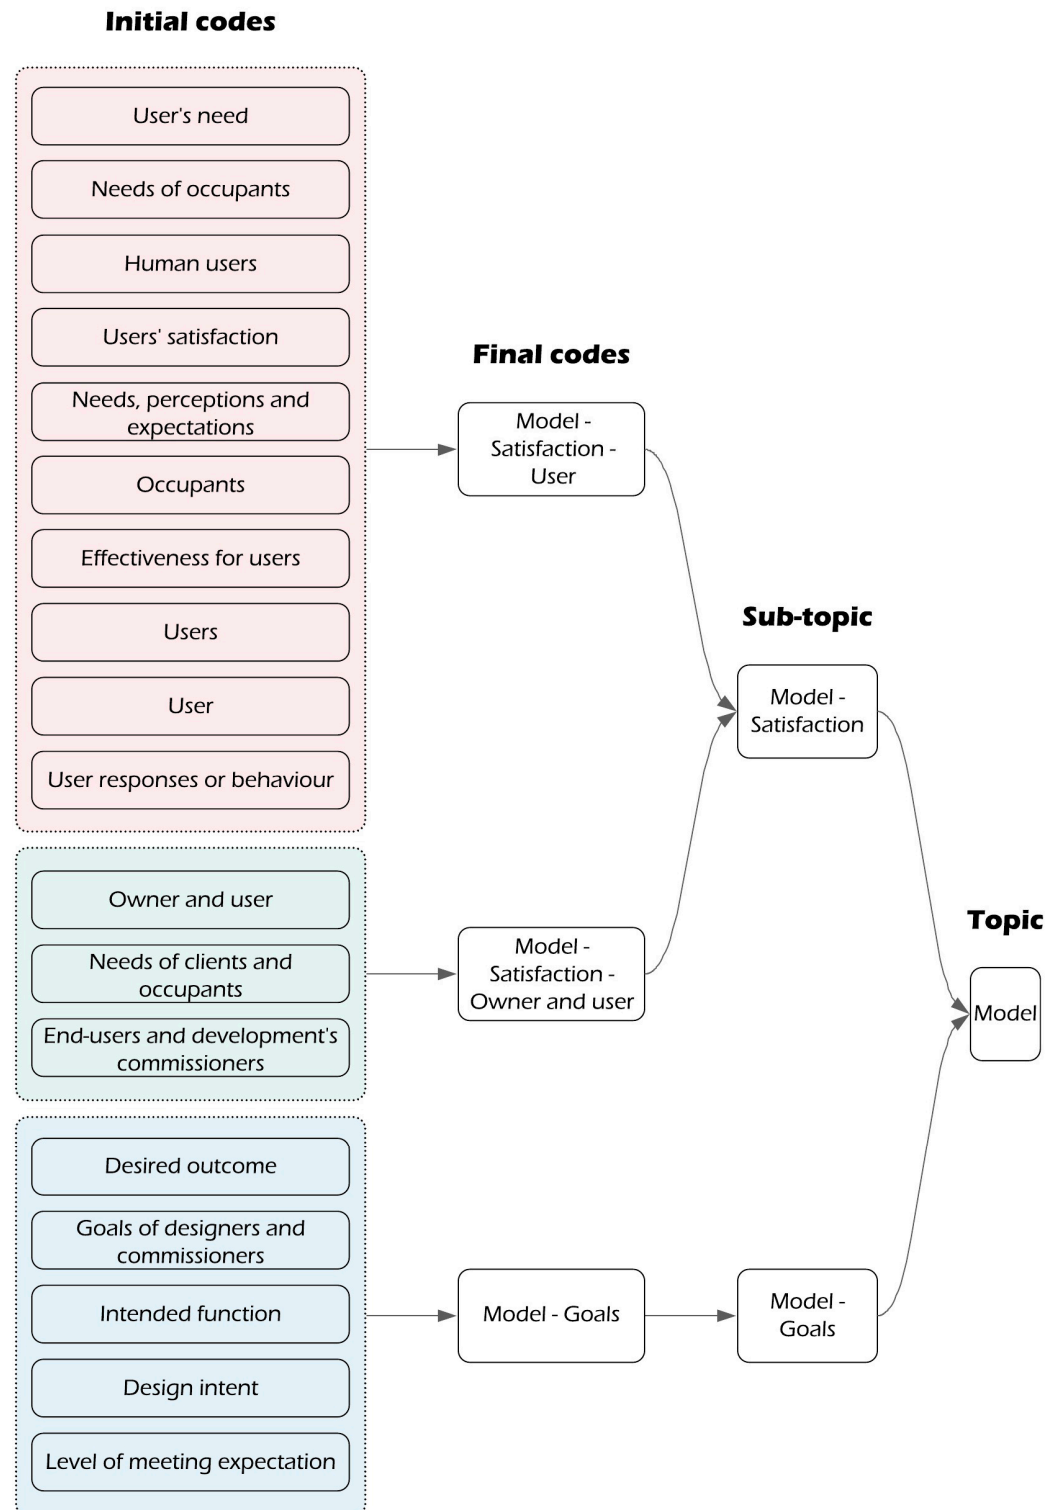 Initial codes
User's need
Needs of occupants
Human users
Users' satisfaction
Needs, perceptions and
expectations
Occupants
Effectiveness for users
Users
User
User responses or behaviour
Owner and user
Needs of clients and
occupants
End-users and development's
commissioners
Desired outcome
Goals of designers and
commissioners
Intended function
Design intent
Level of meeting expectation
Final codes
Model -
Satisfaction -
User
Model -
Satisfaction -
Owner and user
Model - Goals
Sub-topic
Model -
Satisfaction
Model -
Goals
Topic
Model